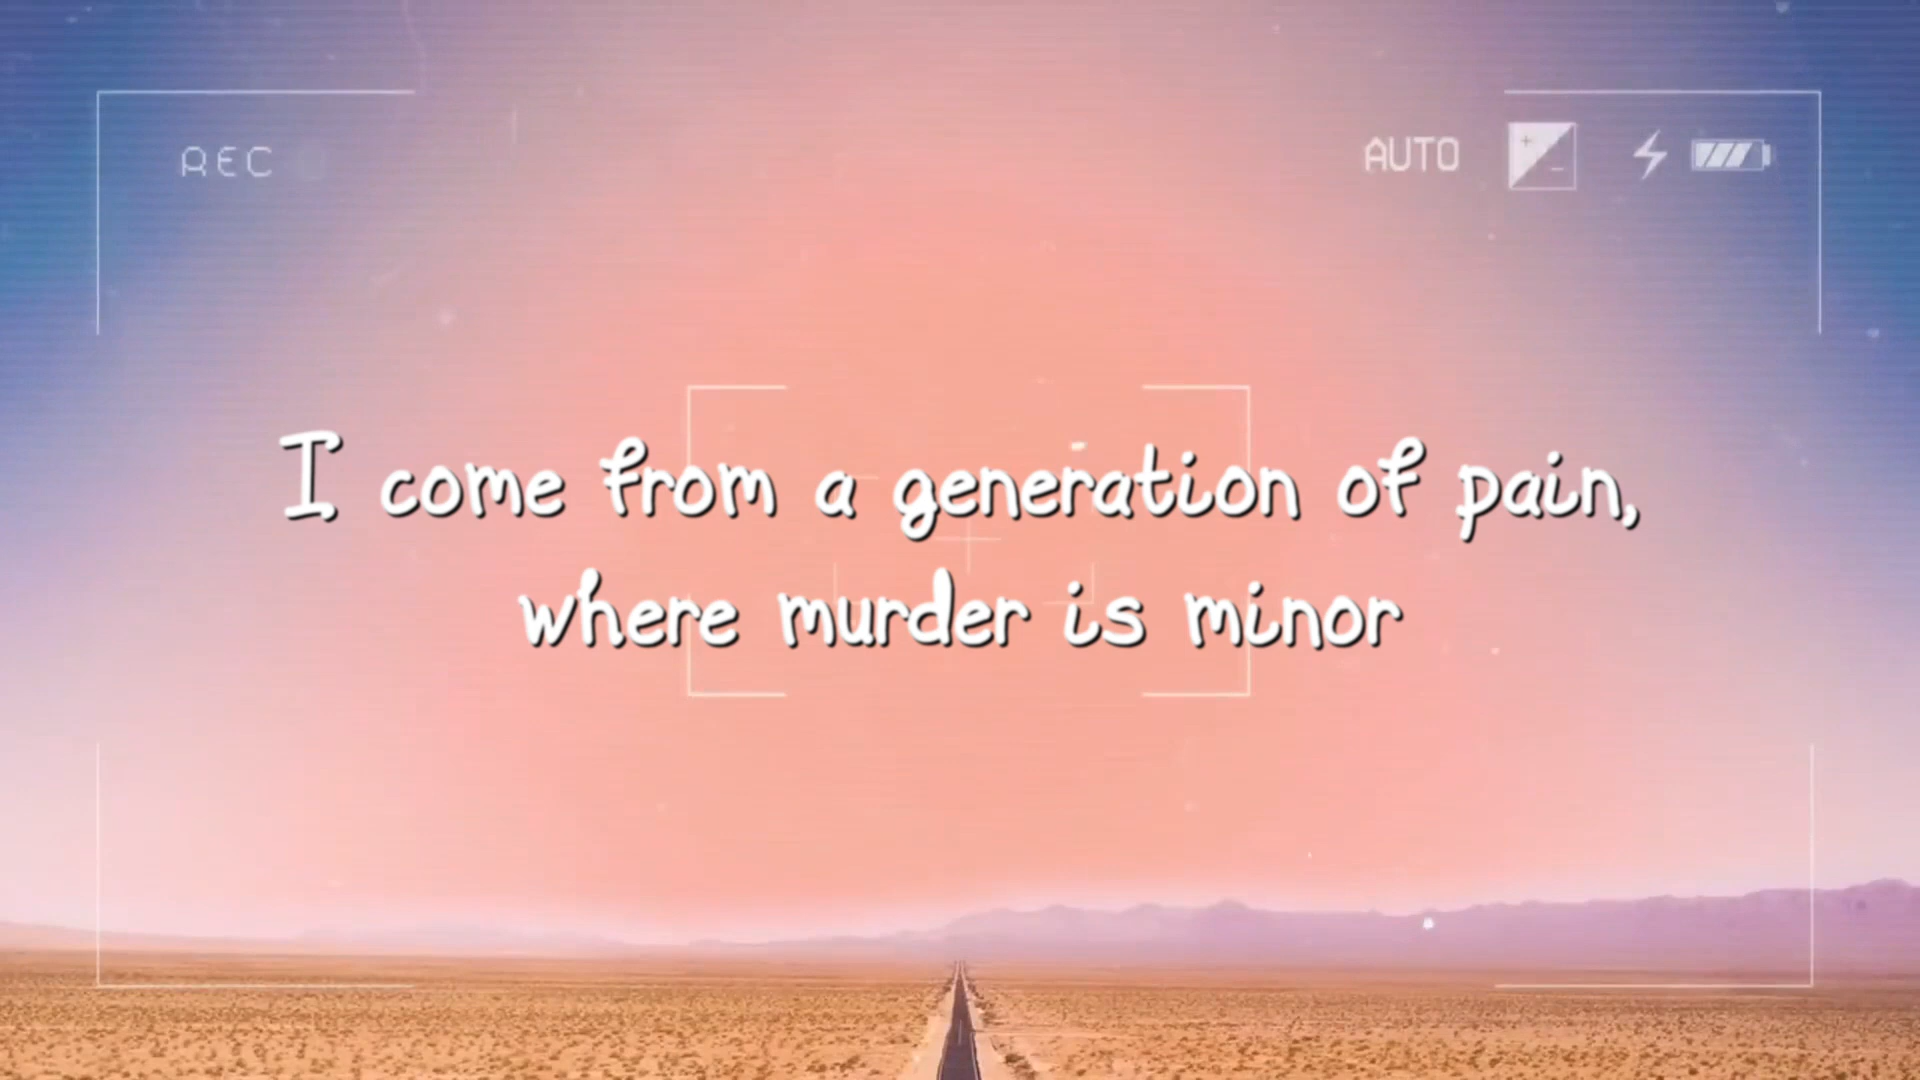 REC
AUTO
I come from a generation of pain,
where murder is minor